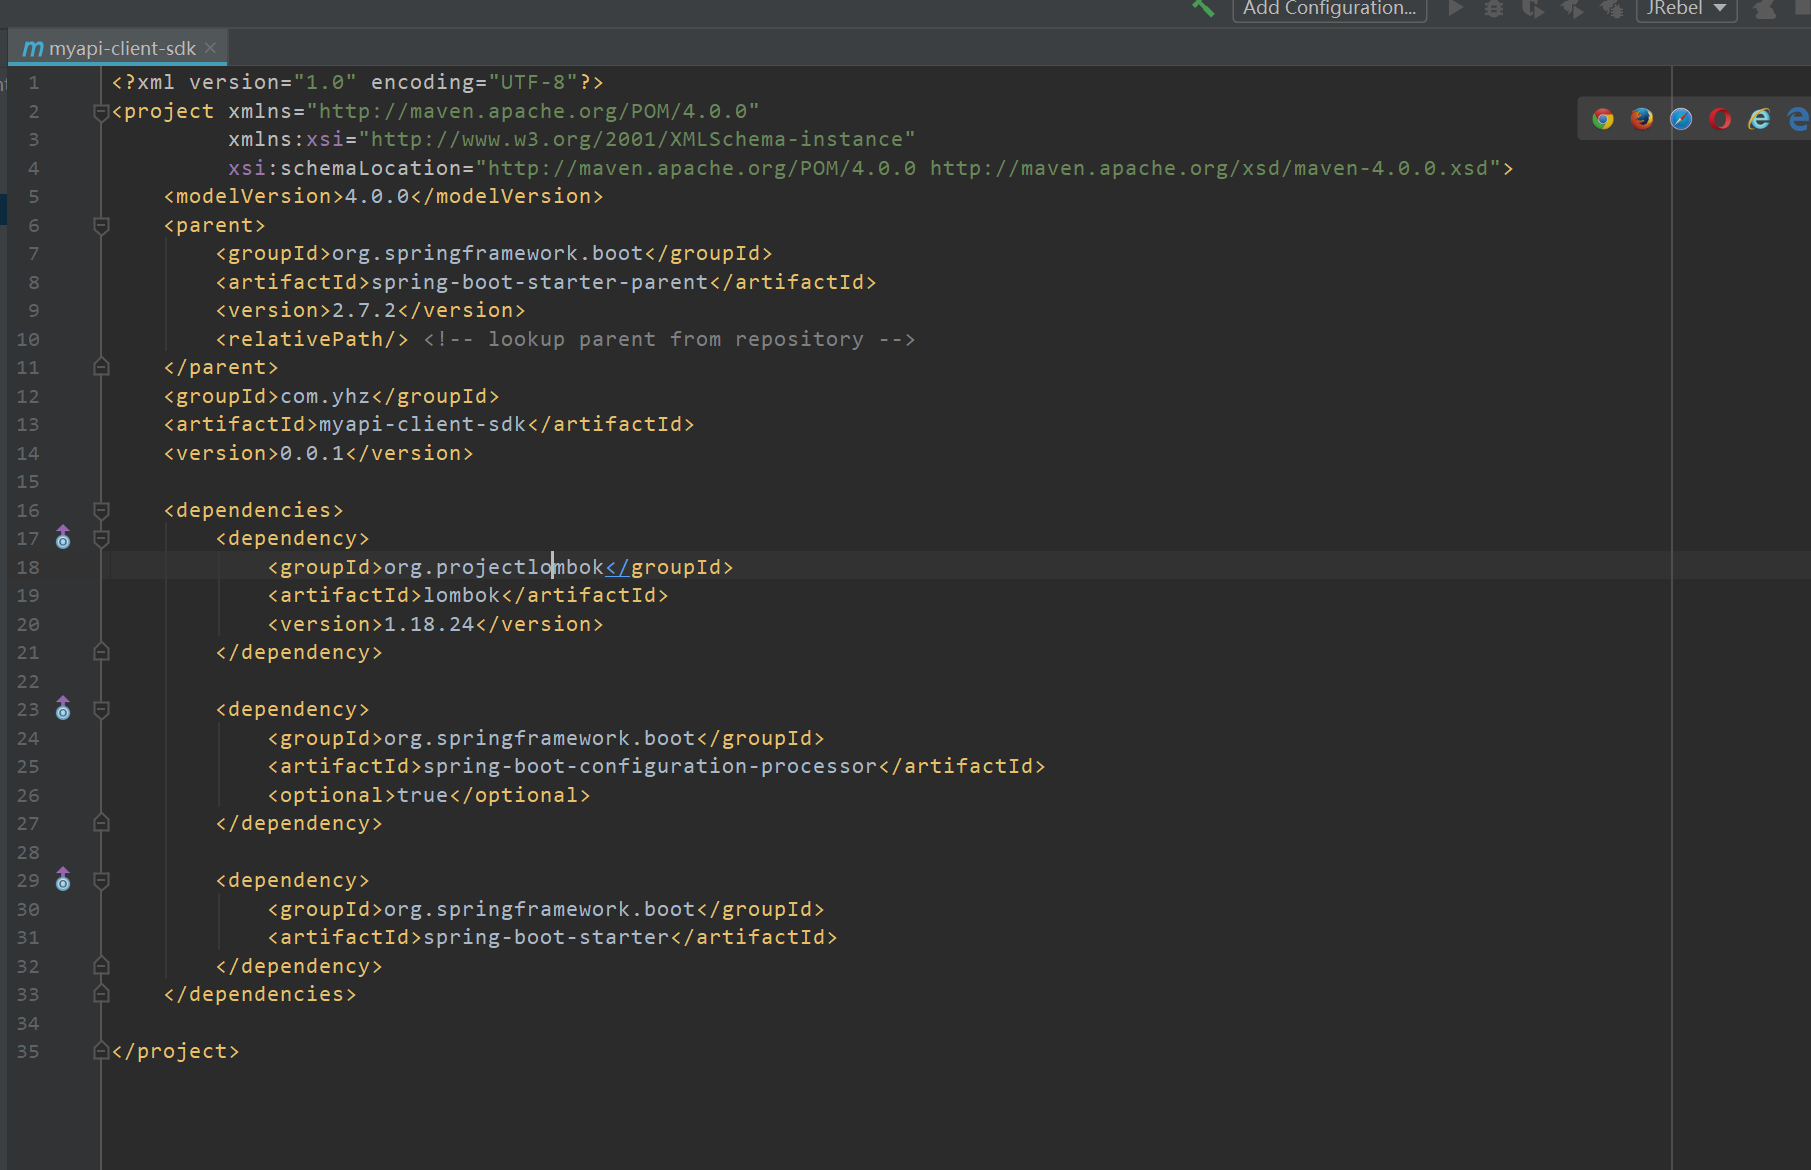 Add Configuration...
JRebel
myapi-client-sdk
1 <?xml version="1.0" encoding="UTF-8"?>
2 <project xmlns="http://maven.apache.org/POM/4.0.0"
3 xmlns:xsi="http://www.w3.org/2001/XMLSchema-instance"
4 xsi:schemaLocation="http://maven.apache.org/POM/4.0.0 http://maven.apache.org/xsd/maven-4.0.0.xsd">
5 <modelVersion>4.0.0</modelVersion>
6 <parent>
7 <groupId>org.springframework.boot</groupId>
8 <artifactId>spring-boot-starter-parent</artifactId>
9 <version>2.7.2</version>
10 <relativePath/> <!-- lookup parent from repository -->
11 </parent>
12 <groupId>com.yhz</groupId>
13 <artifactId>myapi-client-sdk</artifactId>
14 <version>0.0.1</version>
15
16 <dependencies>
17 <dependency>
18 <groupId>org.projectlombok</groupId>
19 <artifactId>lombok</artifactId>
20 <version>1.18.24</version>
21 </dependency>
22
23 <dependency>
24 <groupId>org.springframework.boot</groupId>
25 <artifactId>spring-boot-configuration-processor</artifactId>
26 <optional>true</optional>
27 </dependency>
28
29 <dependency>
30 <groupId>org.springframework.boot</groupId>
31 <artifactId>spring-boot-starter</artifactId>
32 </dependency>
33 </dependencies>
34
35 </project>